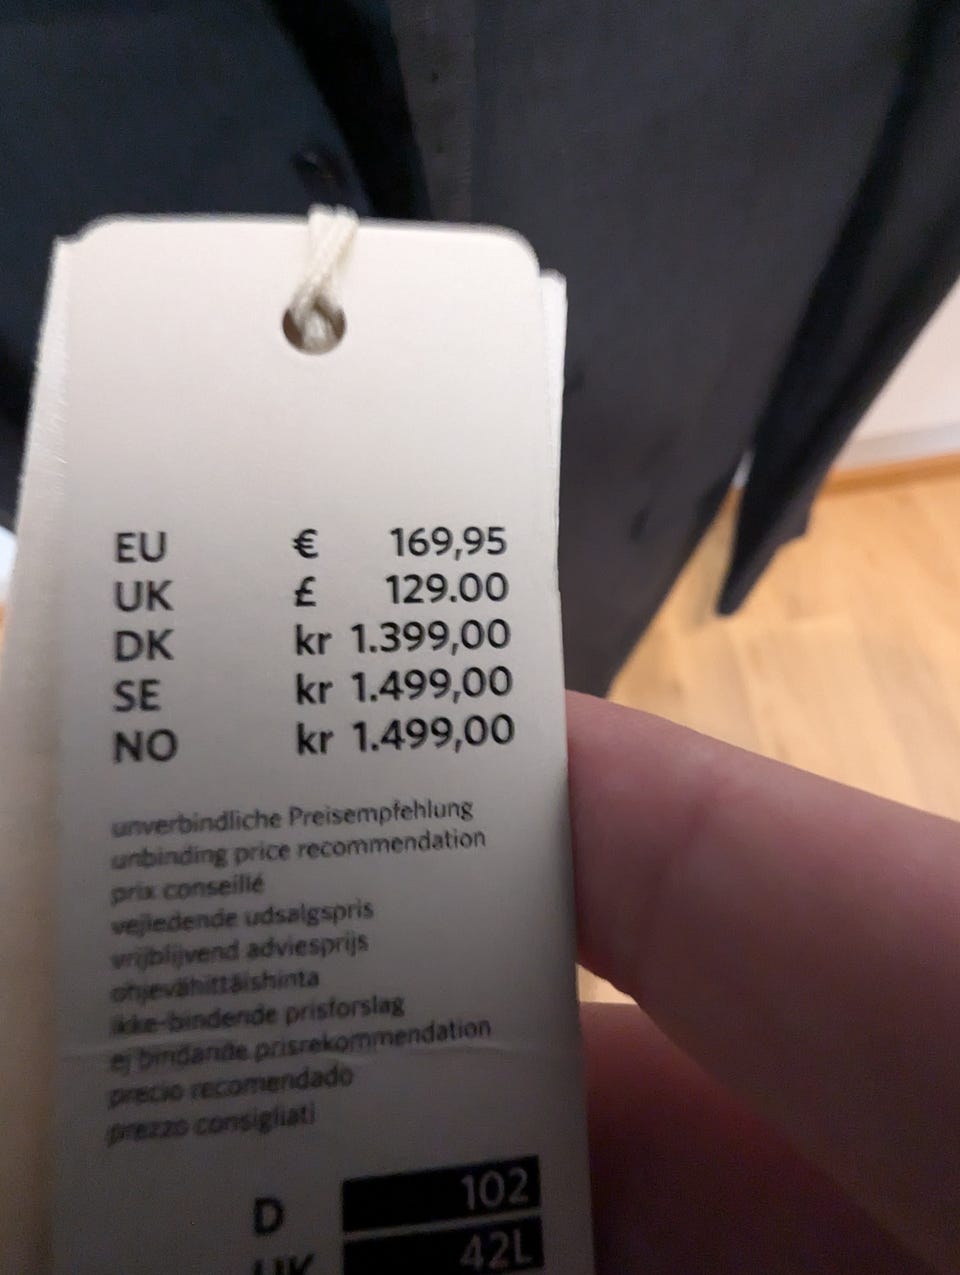 EU € 169,95
UK £ 129.00
DK kr 1.399,00
SE kr 1.499,00
NO kr 1.499,00
unverbindliche Preisempfehlung
unbinding price recommendation
prix conseillé
vejledende udsalgspris
vrijblijvend adviesprijs
ohjevähittäishinta
ikke-bindende prisforslag
ej bindande prisrekommendation
precio recomendado
prezzo consigliati
D 102
UK 42L